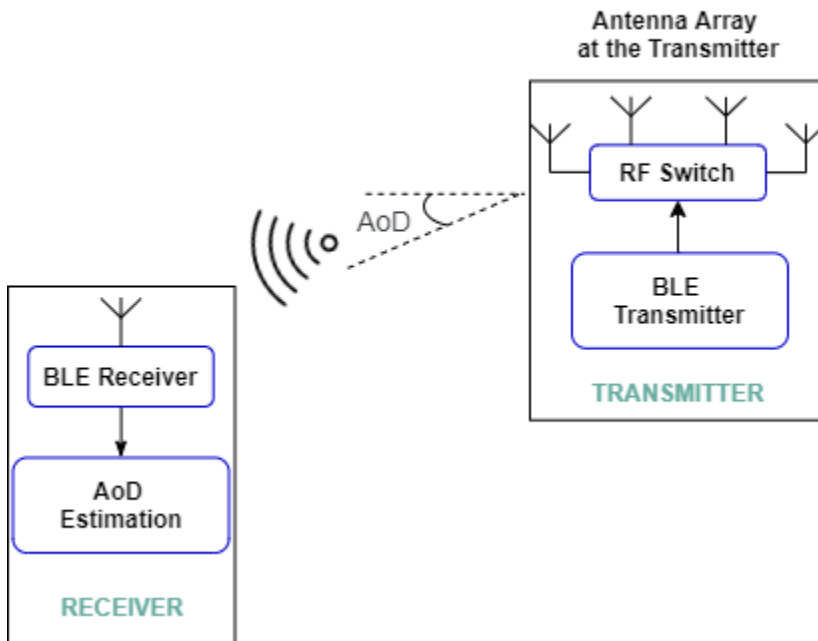 Antenna Array
at the Transmitter
RF Switch
AoD
BLE
Transmitter
TRANSMITTER
BLE Receiver
AoD
Estimation
RECEIVER